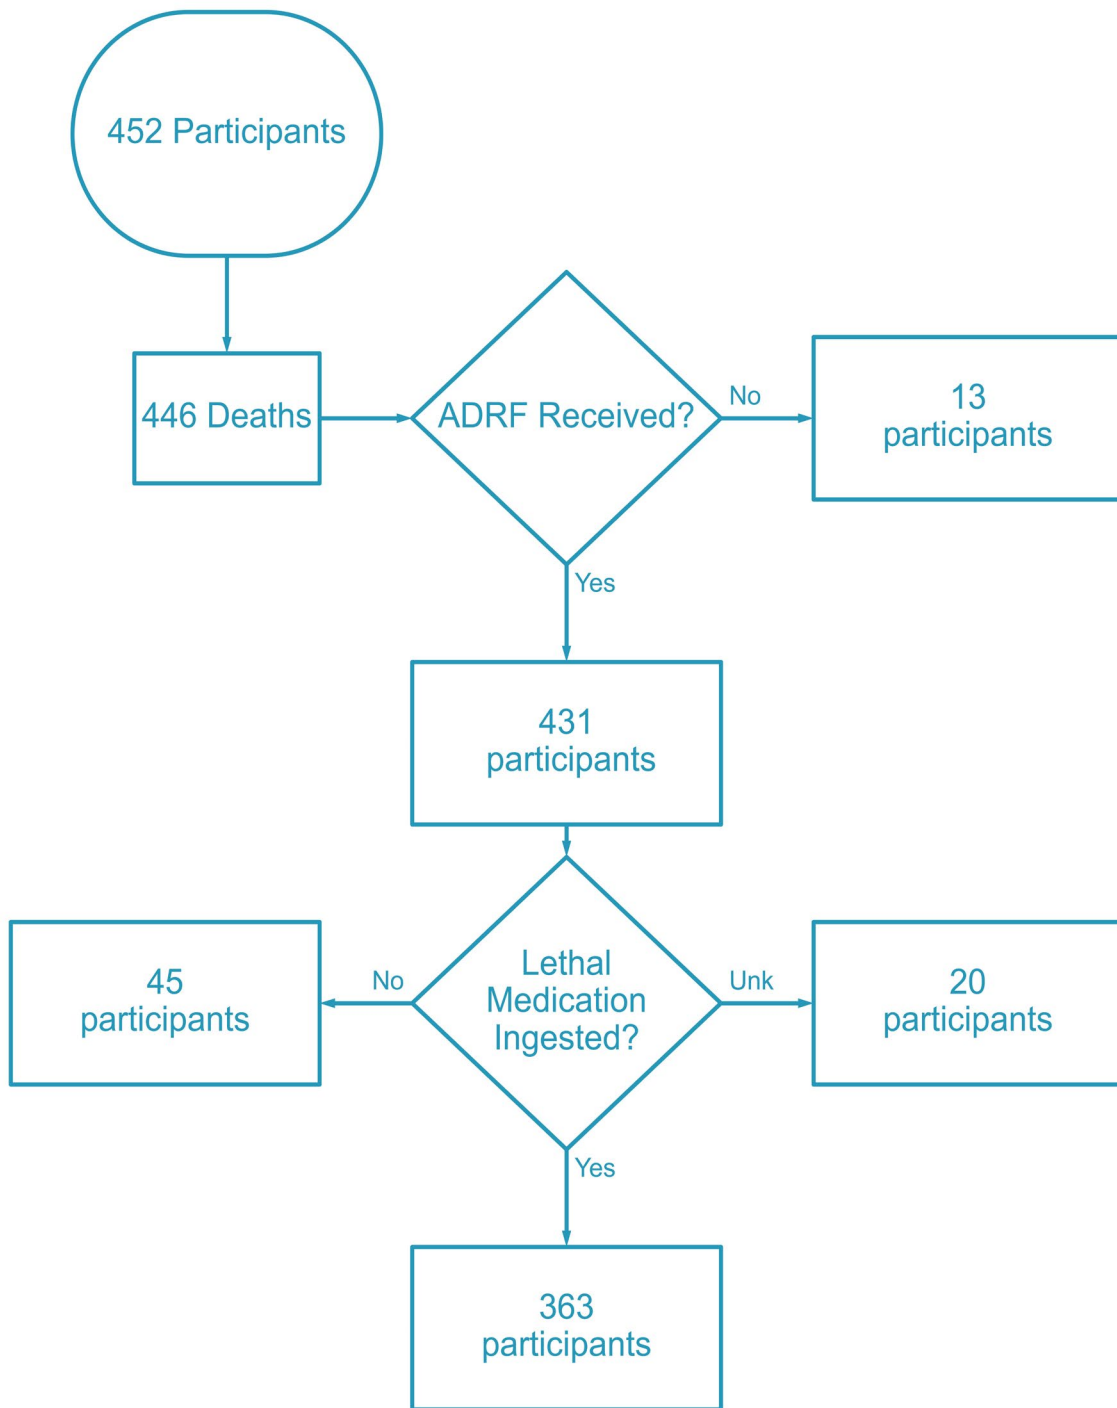 452 Participants
446 Deaths
ADRF Received?
No
13
participants
Yes
431
participants
Lethal
Medication
Ingested?
No
45
participants
Unk
20
participants
Yes
363
participants